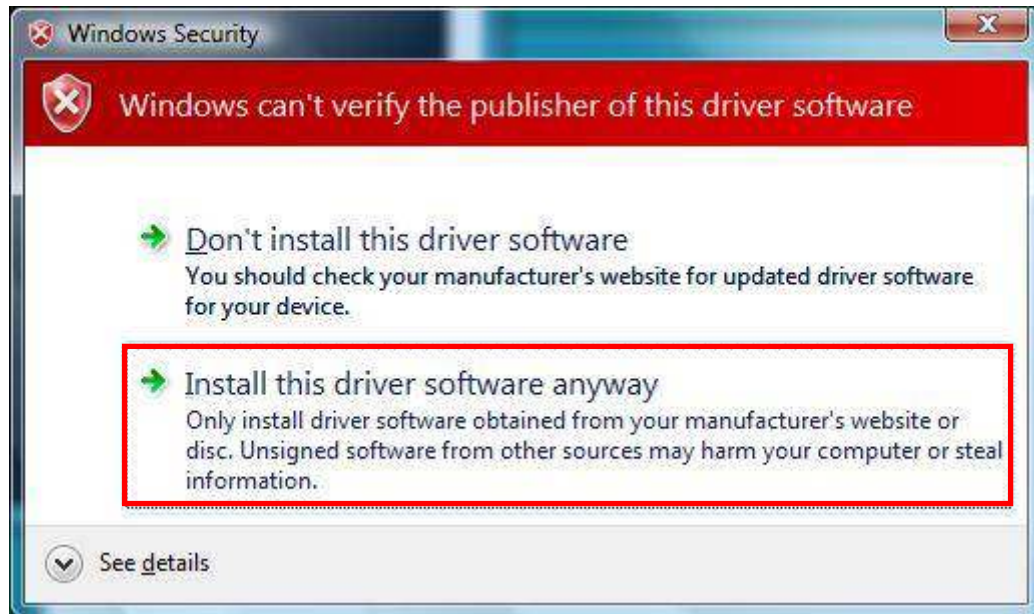 Windows Security
Windows can't verify the publisher of this driver software
Don't install this driver software
You should check your manufacturer's website for updated driver software
for your device.
Install this driver software anyway
Only install driver software obtained from your manufacturer's website or
disc. Unsigned software from other sources may harm your computer or steal
information.
See details